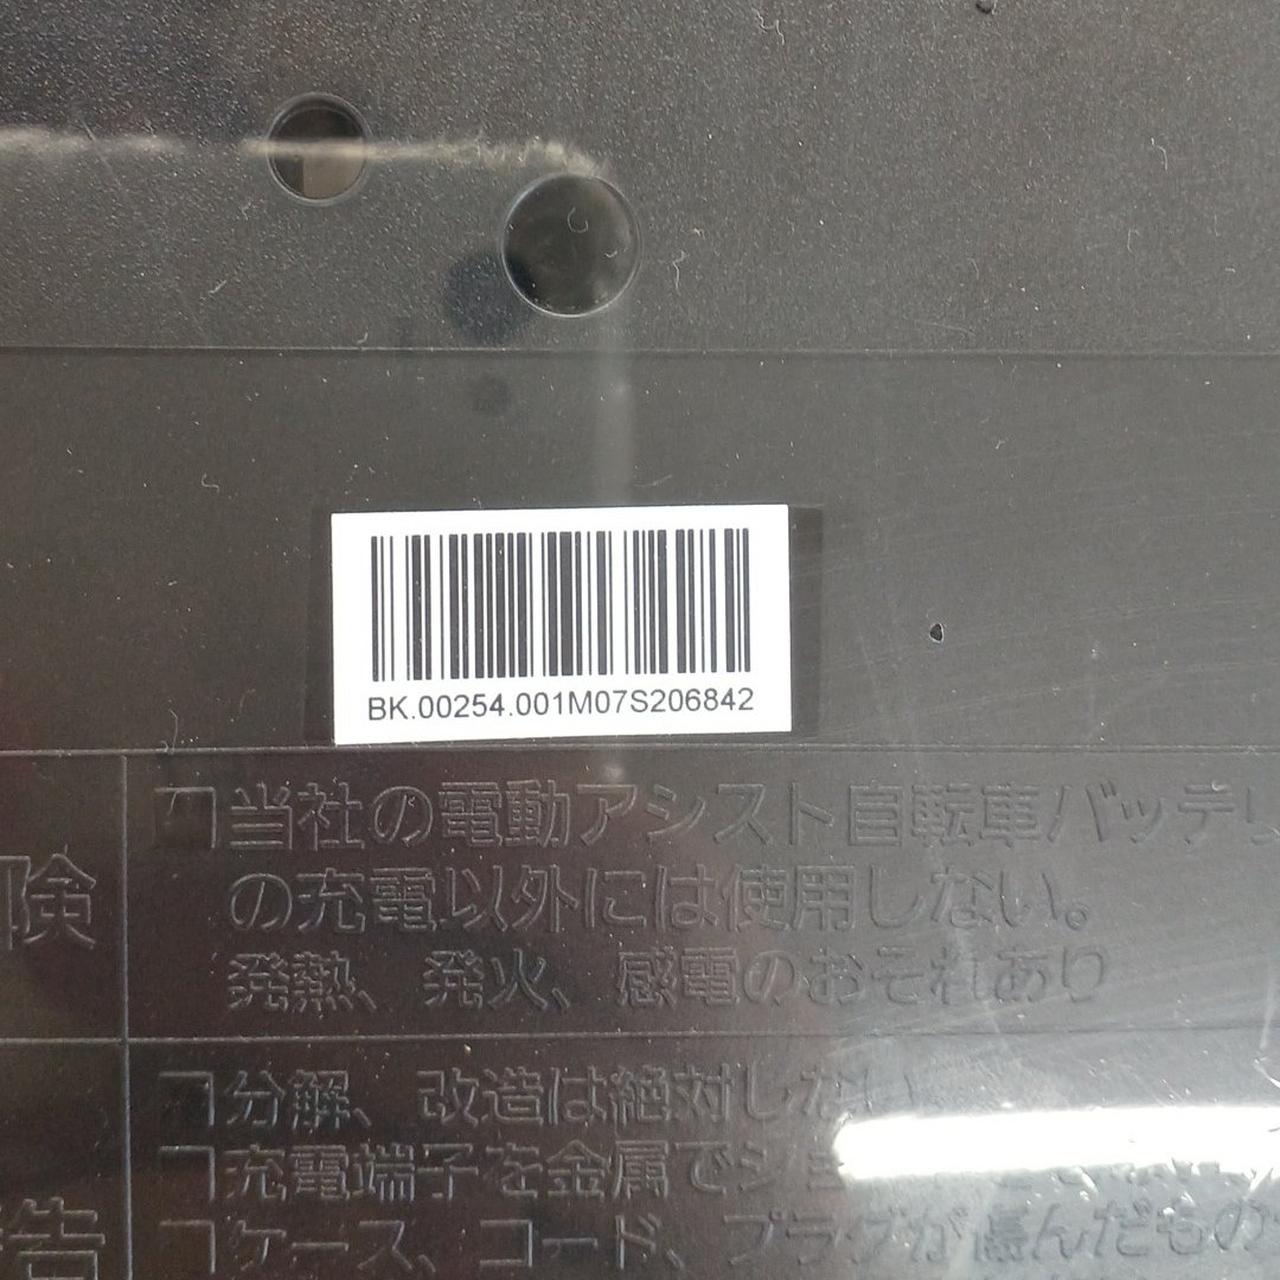 BK.00254.001M07S206842
□当社の電動アシスト自転車バッテリ
険
の充電以外には使用しない。
発熱、発火、感電のおそれあり
□分解、改造は絶対しない
□充電端子を金属でショ
告
□ケース、コード、プラグが傷んだもの